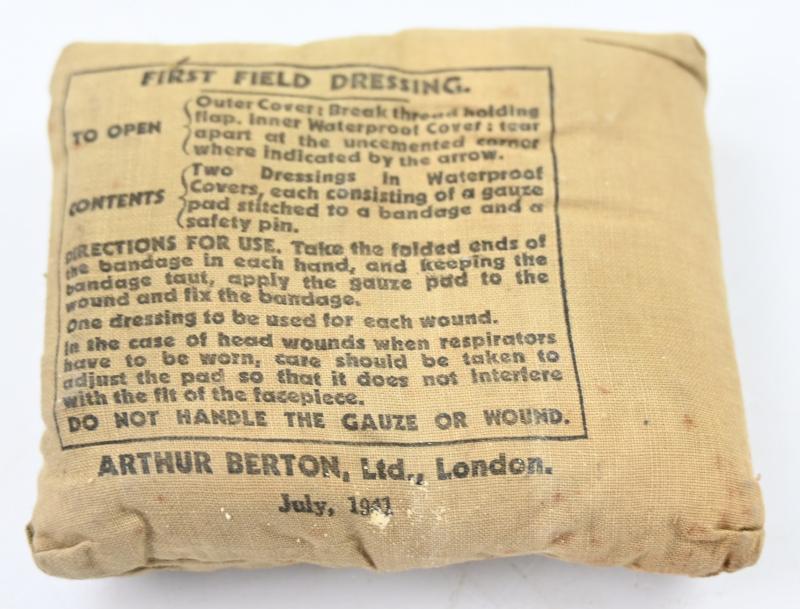 FIRST FIELD DRESSING.
Outer Cover: Break thread holding
flap. Inner Waterproof Cover: tear
TO OPEN
apart at the uncemented corner
where indicated by the arrow.
Two Dressings in Waterproof
Covers, each consisting of a gauze
CONTENTS
pad stitched to a bandage and a
safety pin.
DIRECTIONS FOR USE. Take the folded ends of
the bandage in each hand, and keeping the
bandage taut, apply the gauze pad to the
wound and fix the bandage.
One dressing to be used for each wound.
In the case of head wounds when respirators
have to be worn, care should be taken to
adjust the pad so that it does not interfere
with the fit of the facepiece.
DO NOT HANDLE THE GAUZE OR WOUND.
ARTHUR BERTON, Ltd., London.
July, 1941